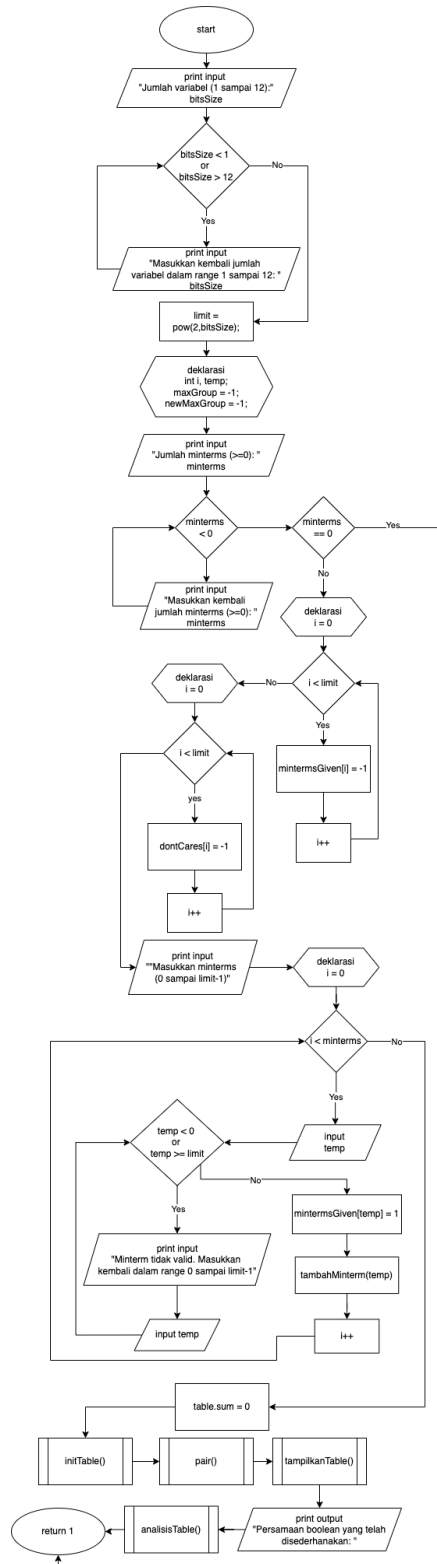 start
print input
"Jumlah variabel (1 sampai 12):"
bitsSize
bitsSize < 1
or
bitsSize > 12
No
Yes
print input
"Masukkan kembali jumlah
variabel dalam range 1 sampai 12: "
bitsSize
limit =
pow(2,bitsSize);
deklarasi
int i, temp;
maxGroup = -1;
newMaxGroup = -1;
print input
"Jumlah minterms (>=0): "
minterms
minterms
< 0
minterms
== 0
Yes
No
print input
"Masukkan kembali
jumlah minterms (>=0): "
minterms
deklarasi
i = 0
i < limit
No
Yes
mintermsGiven[i] = -1
i++
deklarasi
i = 0
i < limit
yes
dontCares[i] = -1
i++
print input
""Masukkan minterms
(0 sampai limit-1)"
deklarasi
i = 0
i < minterms
No
Yes
input
temp
temp < 0
or
temp >= limit
No
Yes
print input
"Minterm tidak valid. Masukkan
kembali dalam range 0 sampai limit-1"
input temp
mintermsGiven[temp] = 1
tambahMinterm(temp)
i++
table.sum = 0
initTable()
pair()
tampilkanTable()
print output
"Persamaan boolean yang telah
disederhanakan: "
analisisTable()
return 1